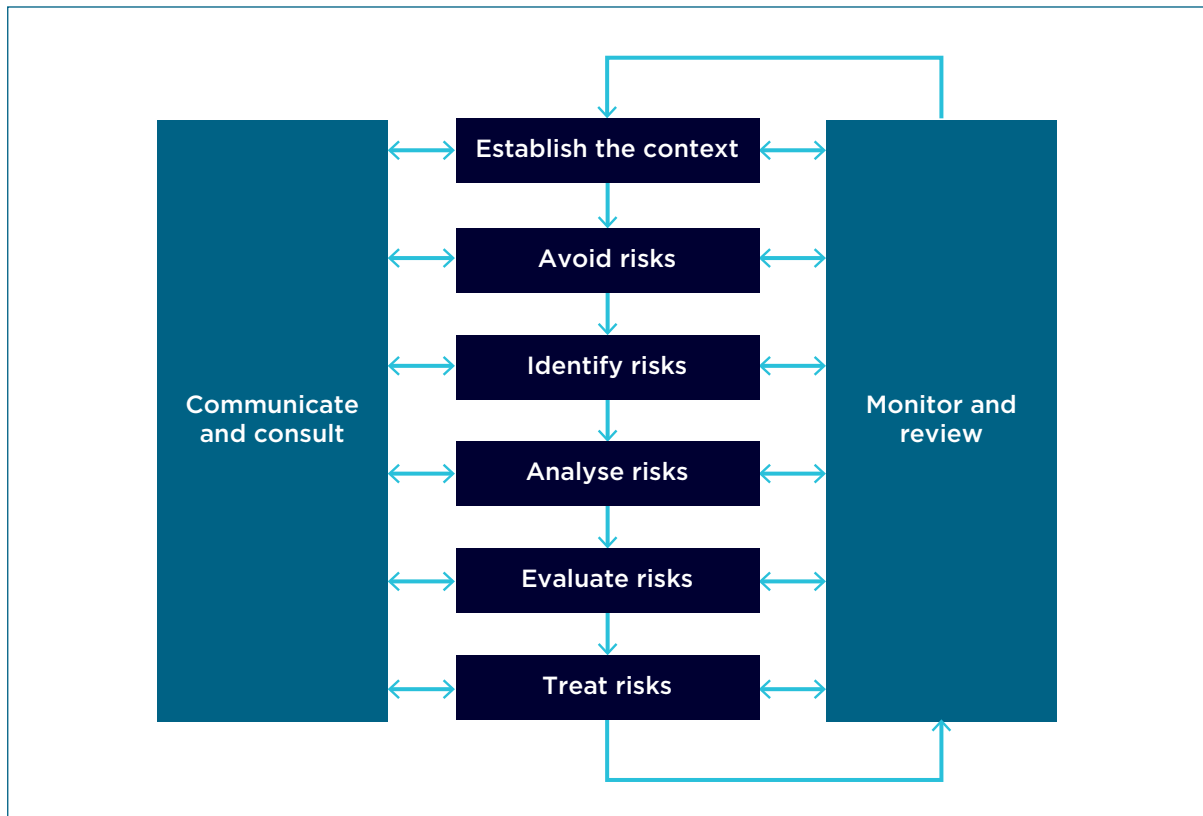 Establish the context
Avoid risks
Identify risks
Communicate
and consult
Monitor and
review
Analyse risks
Evaluate risks
Treat risks